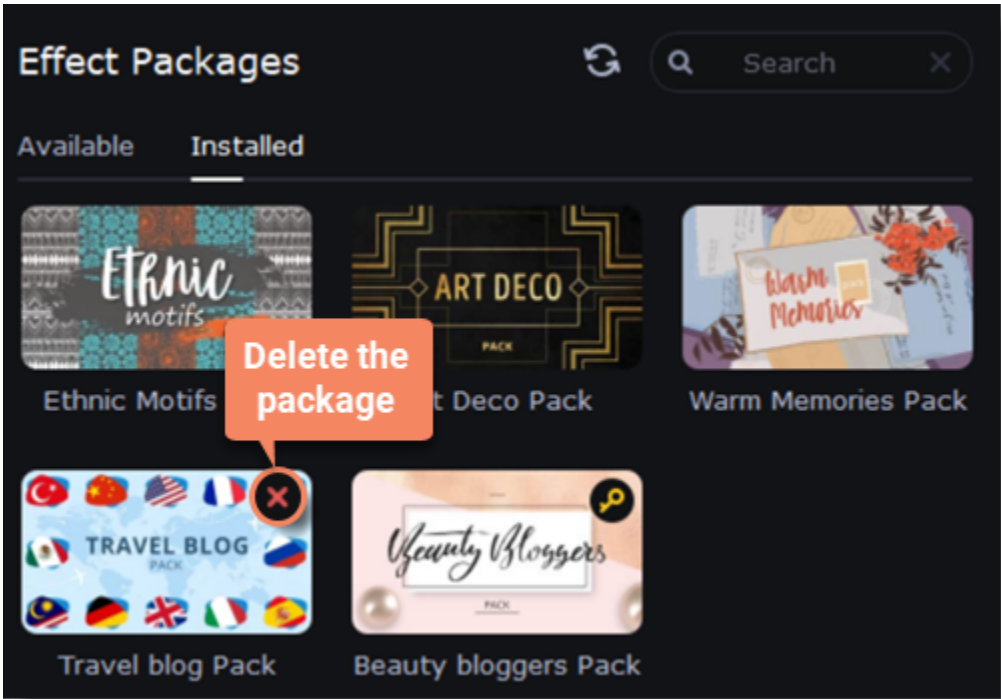 Effect Packages
Search
Available
Installed
Ethnic
motifs
ART DECO
PACK
Warm
Memories
Delete the
package
Ethnic Motifs
t Deco Pack
Warm Memories Pack
TRAVEL BLOG
PACK
Beauty Bloggers
PACK
Travel blog Pack
Beauty bloggers Pack